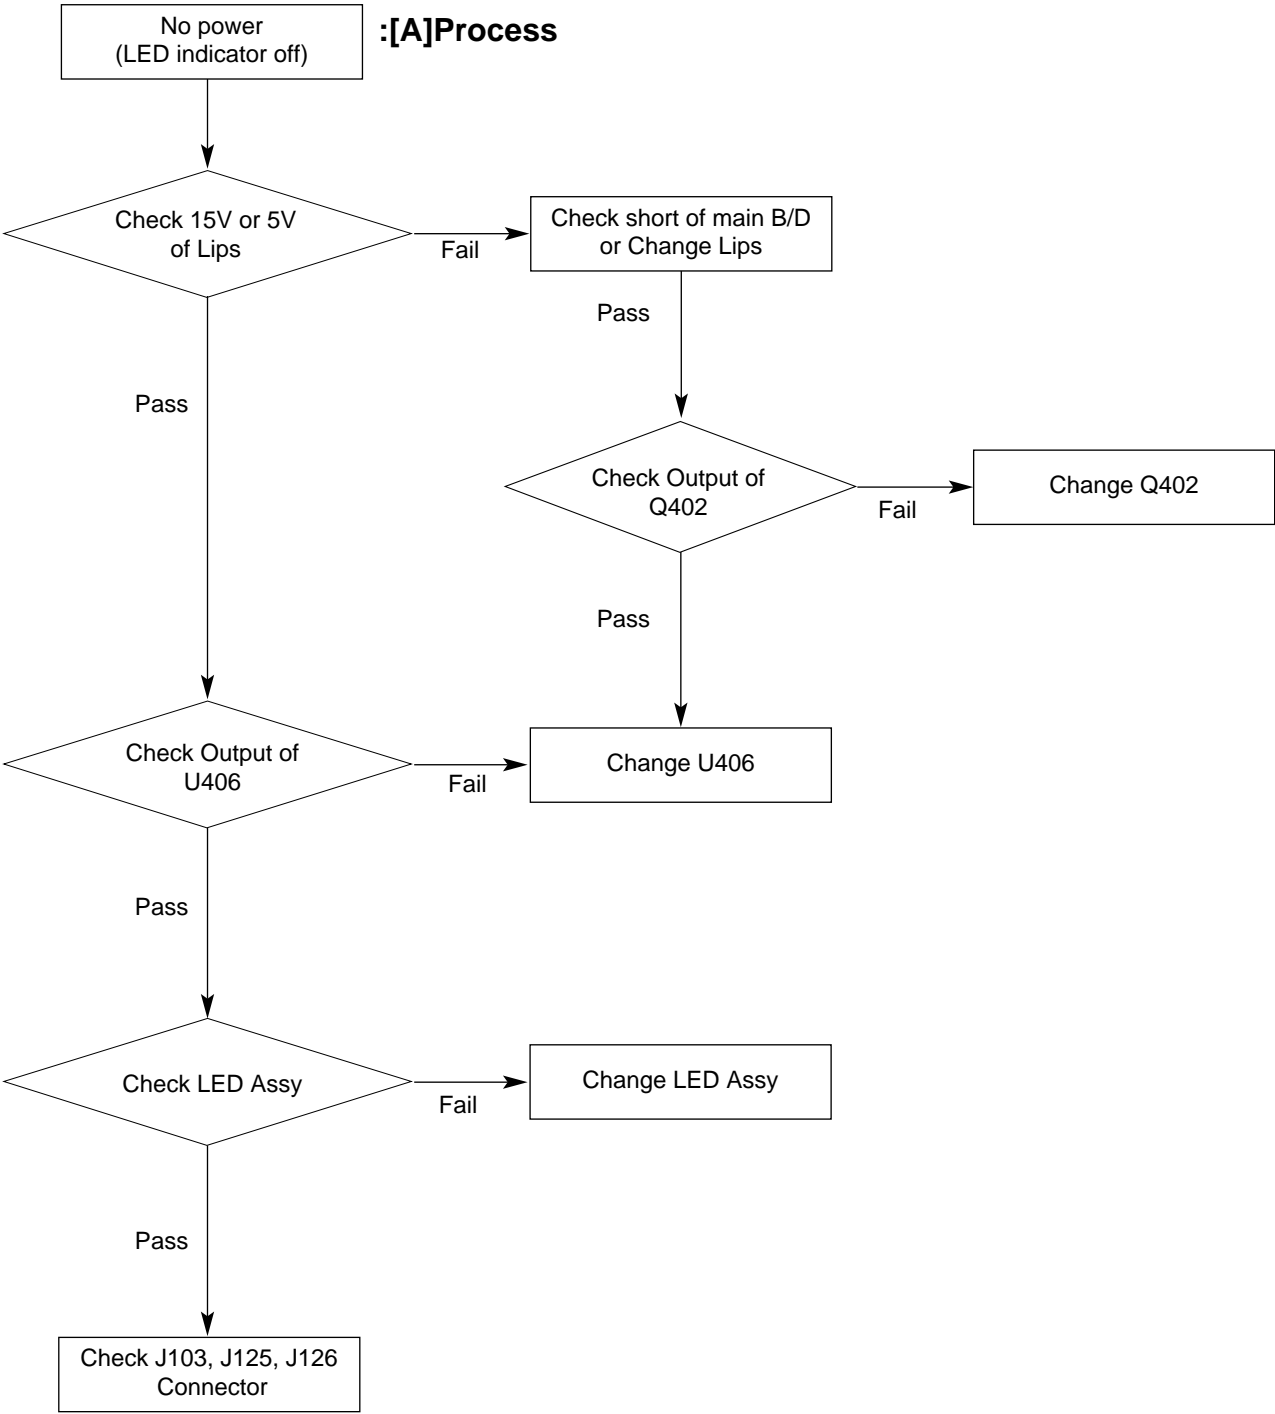 No power
(LED indicator off)
:[A]Process
Check 15V or 5V
of Lips
Fail
Check short of main B/D
or Change Lips
Pass
Pass
Check Output of
Q402
Fail
Change Q402
Pass
Check Output of
U406
Fail
Change U406
Pass
Check LED Assy
Fail
Change LED Assy
Pass
Check J103, J125, J126
Connector